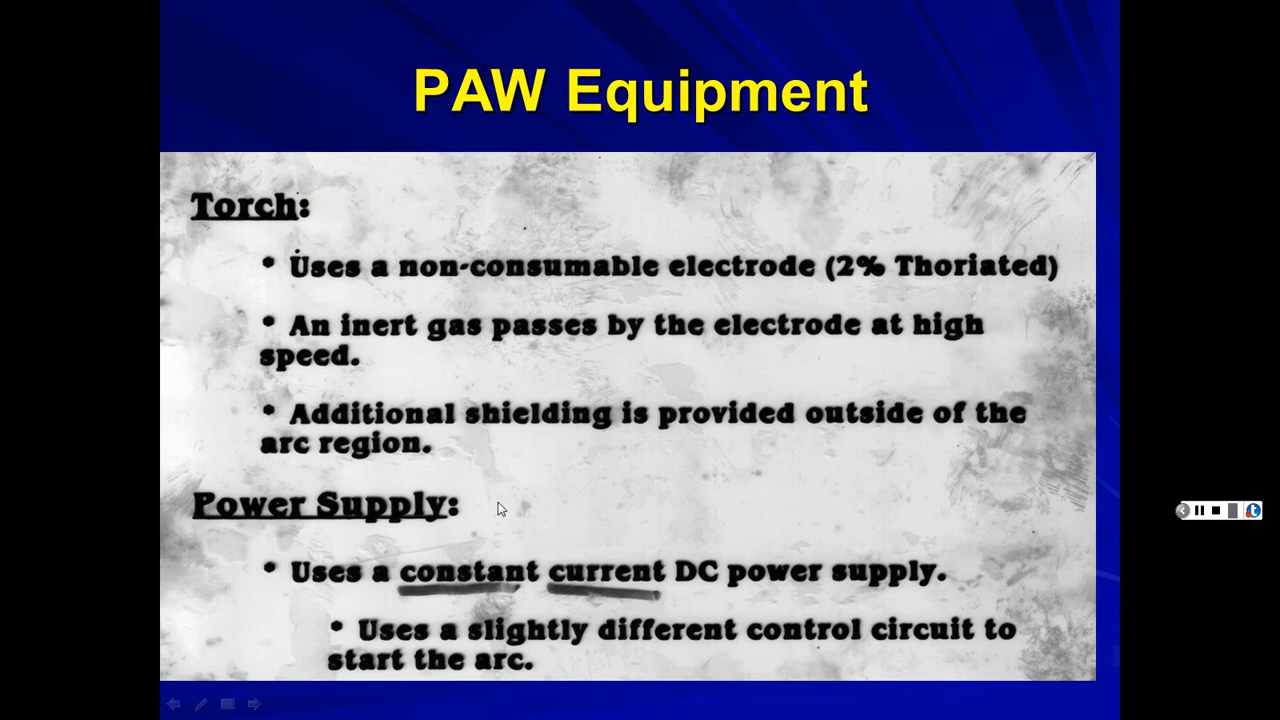 PAW Equipment
Torch:
• Uses a non-consumable electrode (2% Thoriated)
• An inert gas passes by the electrode at high
speed.
• Additional shielding is provided outside of the
arc region.
Power Supply:
• Uses a constant current DC power supply.
• Uses a slightly different control circuit to
start the arc.